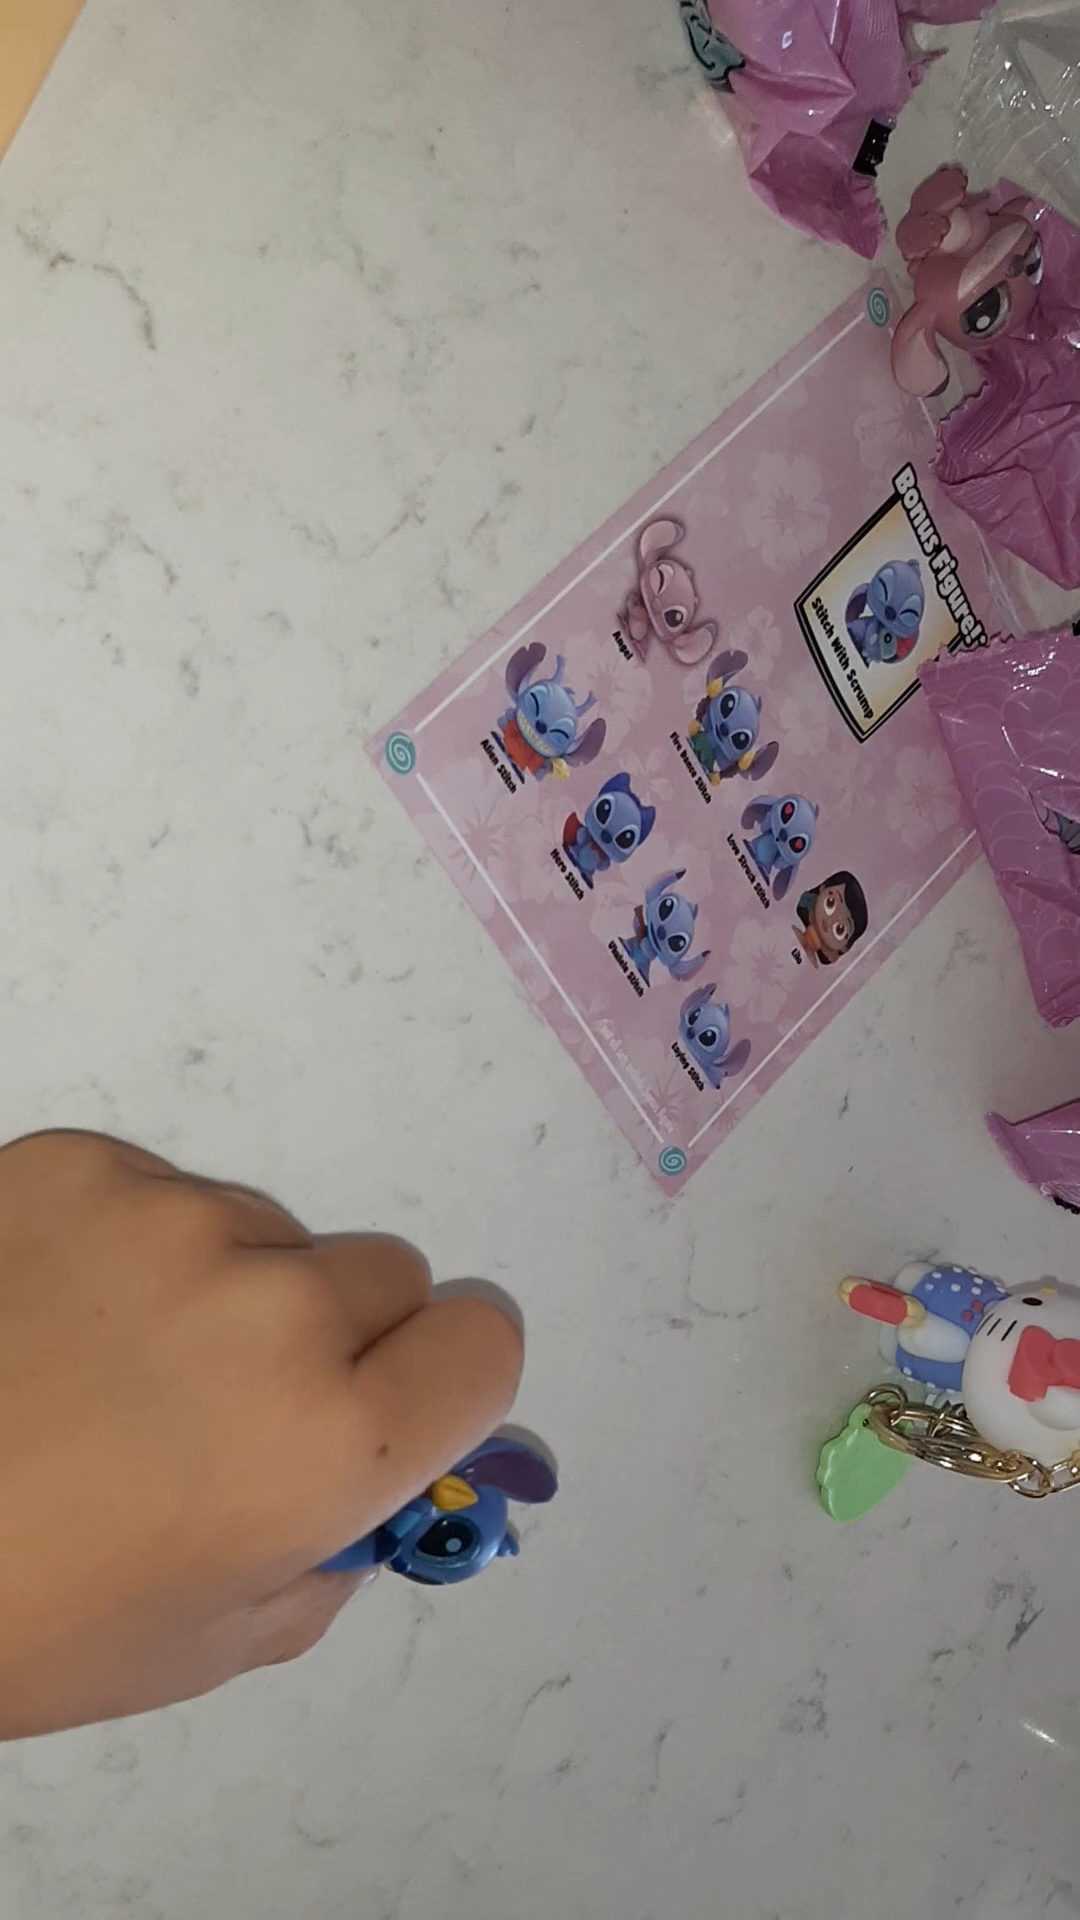 Bonus Figure!
Stitch With Scrump
Angel
Fire Dance Stitch
Love Struck Stitch
Lilo
Alien Stitch
Hero Stitch
Ukulele Stitch
Laying Stitch